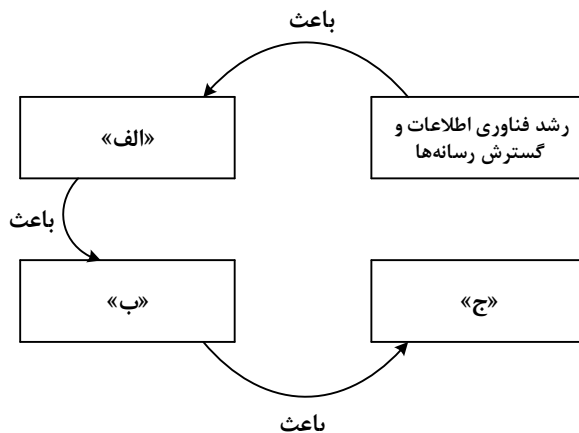 باعث
رشد فناوری اطلاعات و
گسترش رسانه‌ها
«الف»
باعث
«ب»
«ج»
باعث